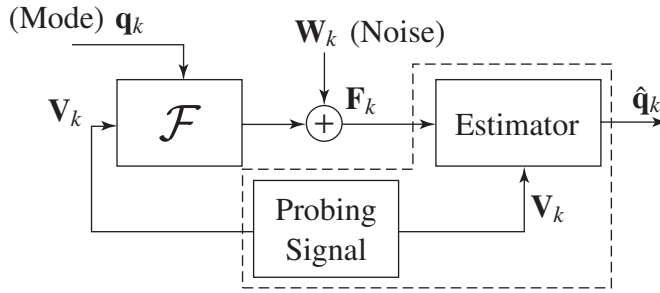 (Mode) q_k
W_k (Noise)
V_k
F_k
ℱ
+
Estimator
q̂_k
Probing
Signal
V_k